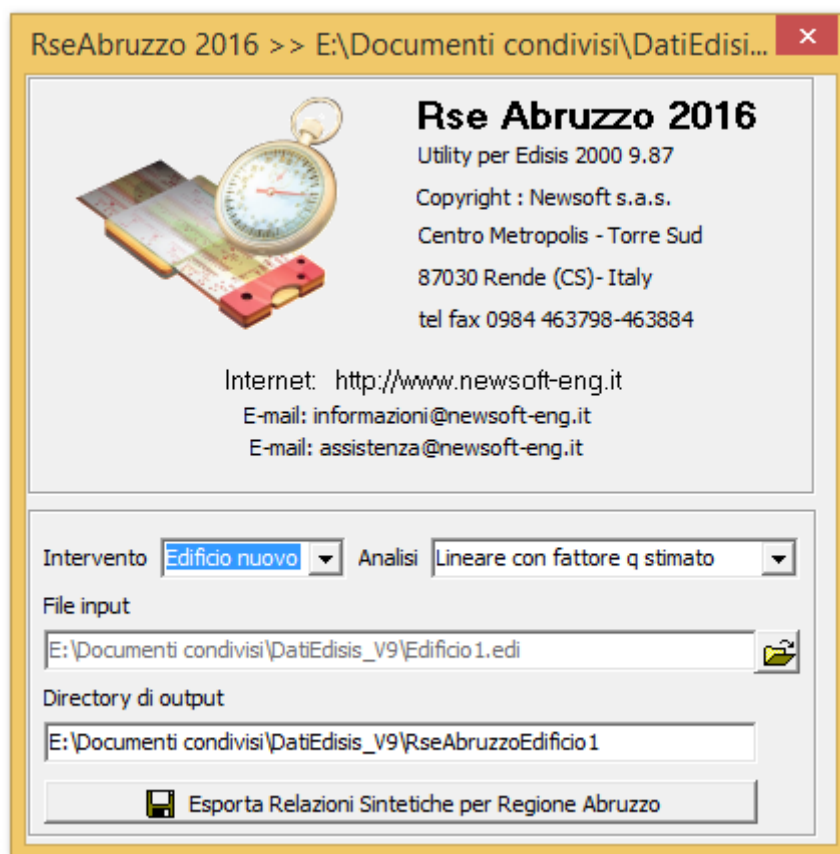 RseAbruzzo 2016 >> E:\Documenti condivisi\DatiEdisi...
Rse Abruzzo 2016
Utility per Edisis 2000 9.87
Copyright : Newsoft s.a.s.
Centro Metropolis - Torre Sud
87030 Rende (CS)- Italy
tel fax 0984 463798-463884
Internet: http://www.newsoft-eng.it
E-mail: informazioni@newsoft-eng.it
E-mail: assistenza@newsoft-eng.it
Intervento Edificio nuovo Analisi Lineare con fattore q stimato
File input
E:\Documenti condivisi\DatiEdisis_V9\Edificio1.edi
Directory di output
E:\Documenti condivisi\DatiEdisis_V9\RseAbruzzoEdificio1
Esporta Relazioni Sintetiche per Regione Abruzzo